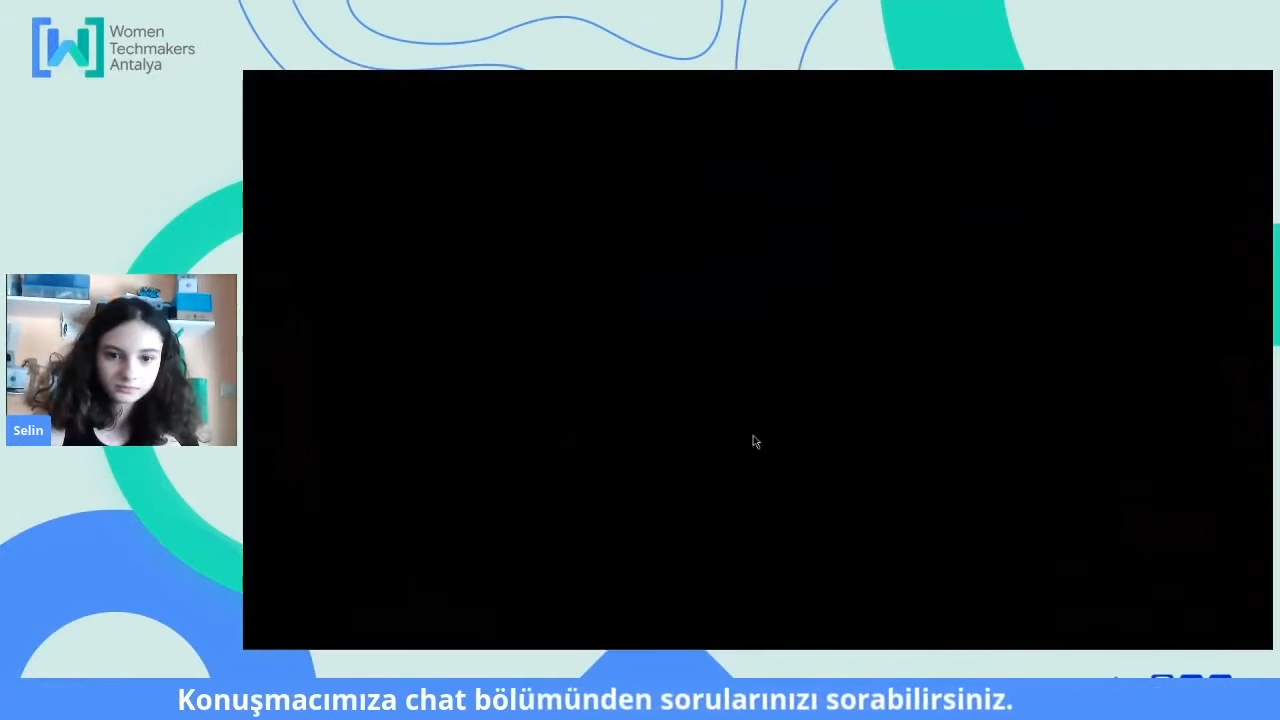 Women
Techmakers
Antalya
Selin
Konuşmacımıza chat bölümünden sorularınızı sorabilirsiniz.